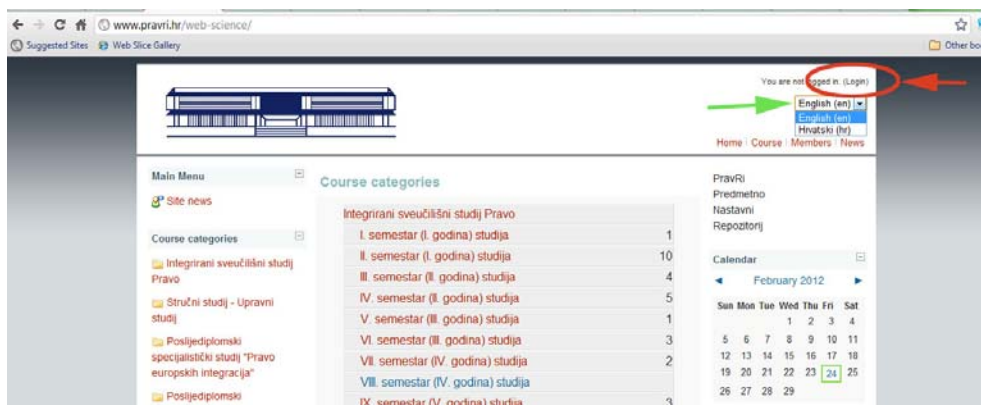 www.pravri.hr/web-science/
Suggested Sites Web Slice Gallery Other boo
You are not logged in. (Login)
English (en)
English (en)
Hrvatski (hr)
Home Course Members News
Main Menu
Site news
Course categories
Integrirani sveučilišni studij
Pravo
Stručni studij - Upravni
studij
Poslijediplomski
specijalistički studij "Pravo
europskih integracija"
Poslijediplomski
Course categories
Integrirani sveučilišni studij Pravo
I. semestar (I. godina) studija 1
II. semestar (I. godina) studija 10
III. semestar (II. godina) studija 4
IV. semestar (II. godina) studija 5
V. semestar (III. godina) studija 1
VI. semestar (III. godina) studija 3
VII. semestar (IV. godina) studija 2
VIII. semestar (IV. godina) studija
IX. semestar (V. godina) studija 3
PravRi
Predmetno
Nastavni
Repozitorij
Calendar
February 2012
Sun Mon Tue Wed Thu Fri Sat
1 2 3 4
5 6 7 8 9 10 11
12 13 14 15 16 17 18
19 20 21 22 23 24 25
26 27 28 29